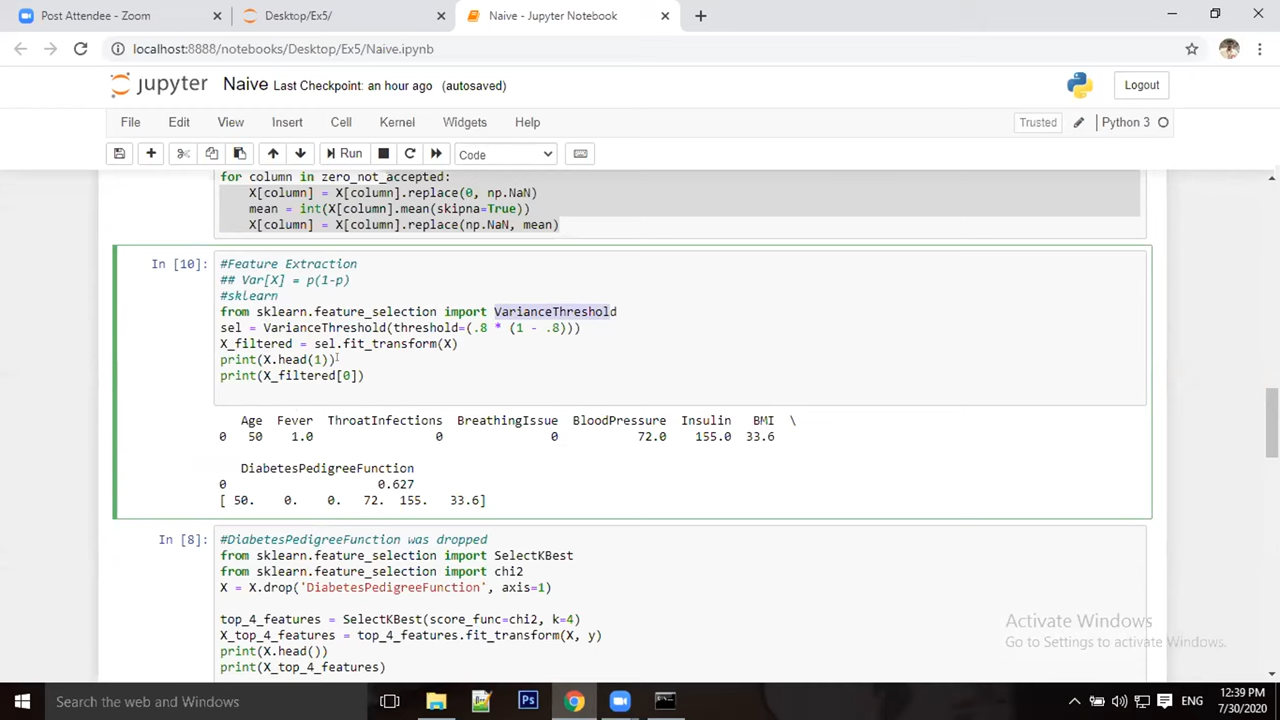 Post Attendee - Zoom
Desktop/Ex5/
Naive - Jupyter Notebook
localhost:8888/notebooks/Desktop/Ex5/Naive.ipynb
jupyter Naive Last Checkpoint: an hour ago (autosaved)
Logout
File Edit View Insert Cell Kernel Widgets Help
Trusted
Python 3
Run
Code
for column in zero_not_accepted:
X[column] = X[column].replace(0, np.NaN)
mean = int(X[column].mean(skipna=True))
X[column] = X[column].replace(np.NaN, mean)
In [10]:
#Feature Extraction
## Var[X] = p(1-p)
#sklearn
from sklearn.feature_selection import VarianceThreshold
sel = VarianceThreshold(threshold=(.8 * (1 - .8)))
X_filtered = sel.fit_transform(X)
print(X.head(1))
print(X_filtered[0])
Age Fever ThroatInfections BreathingIssue BloodPressure Insulin BMI \
0 50 1.0 0 0 72.0 155.0 33.6
DiabetesPedigreeFunction
0 0.627
[ 50. 0. 0. 72. 155. 33.6]
In [8]:
#DiabetesPedigreeFunction was dropped
from sklearn.feature_selection import SelectKBest
from sklearn.feature_selection import chi2
X = X.drop('DiabetesPedigreeFunction', axis=1)
top_4_features = SelectKBest(score_func=chi2, k=4)
X_top_4_features = top_4_features.fit_transform(X, y)
print(X.head())
print(X_top_4_features)
Activate Windows
Go to Settings to activate Windows.
Search the web and Windows
Ps
ENG
12:39 PM
7/30/2020